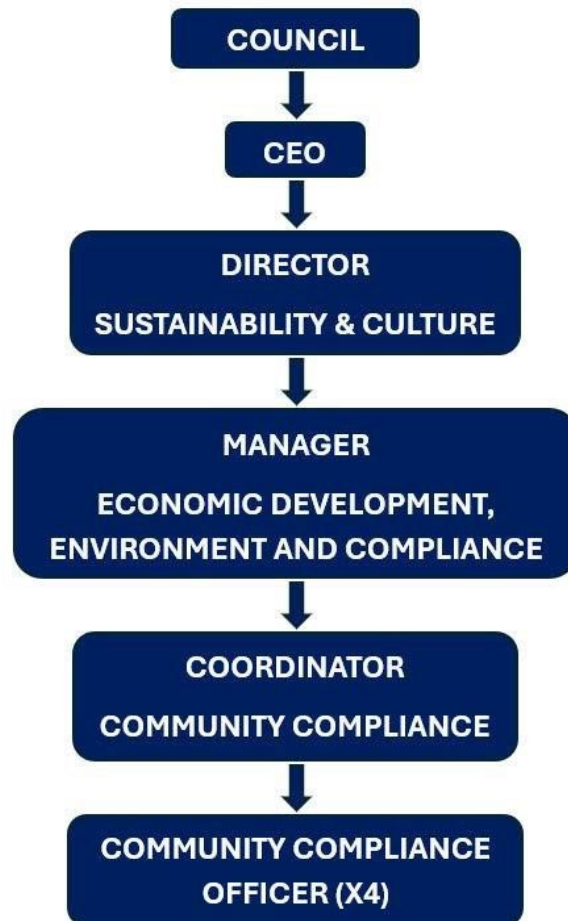 COUNCIL
CEO
DIRECTOR
SUSTAINABILITY & CULTURE
MANAGER
ECONOMIC DEVELOPMENT,
ENVIRONMENT AND COMPLIANCE
COORDINATOR
COMMUNITY COMPLIANCE
COMMUNITY COMPLIANCE
OFFICER (X4)